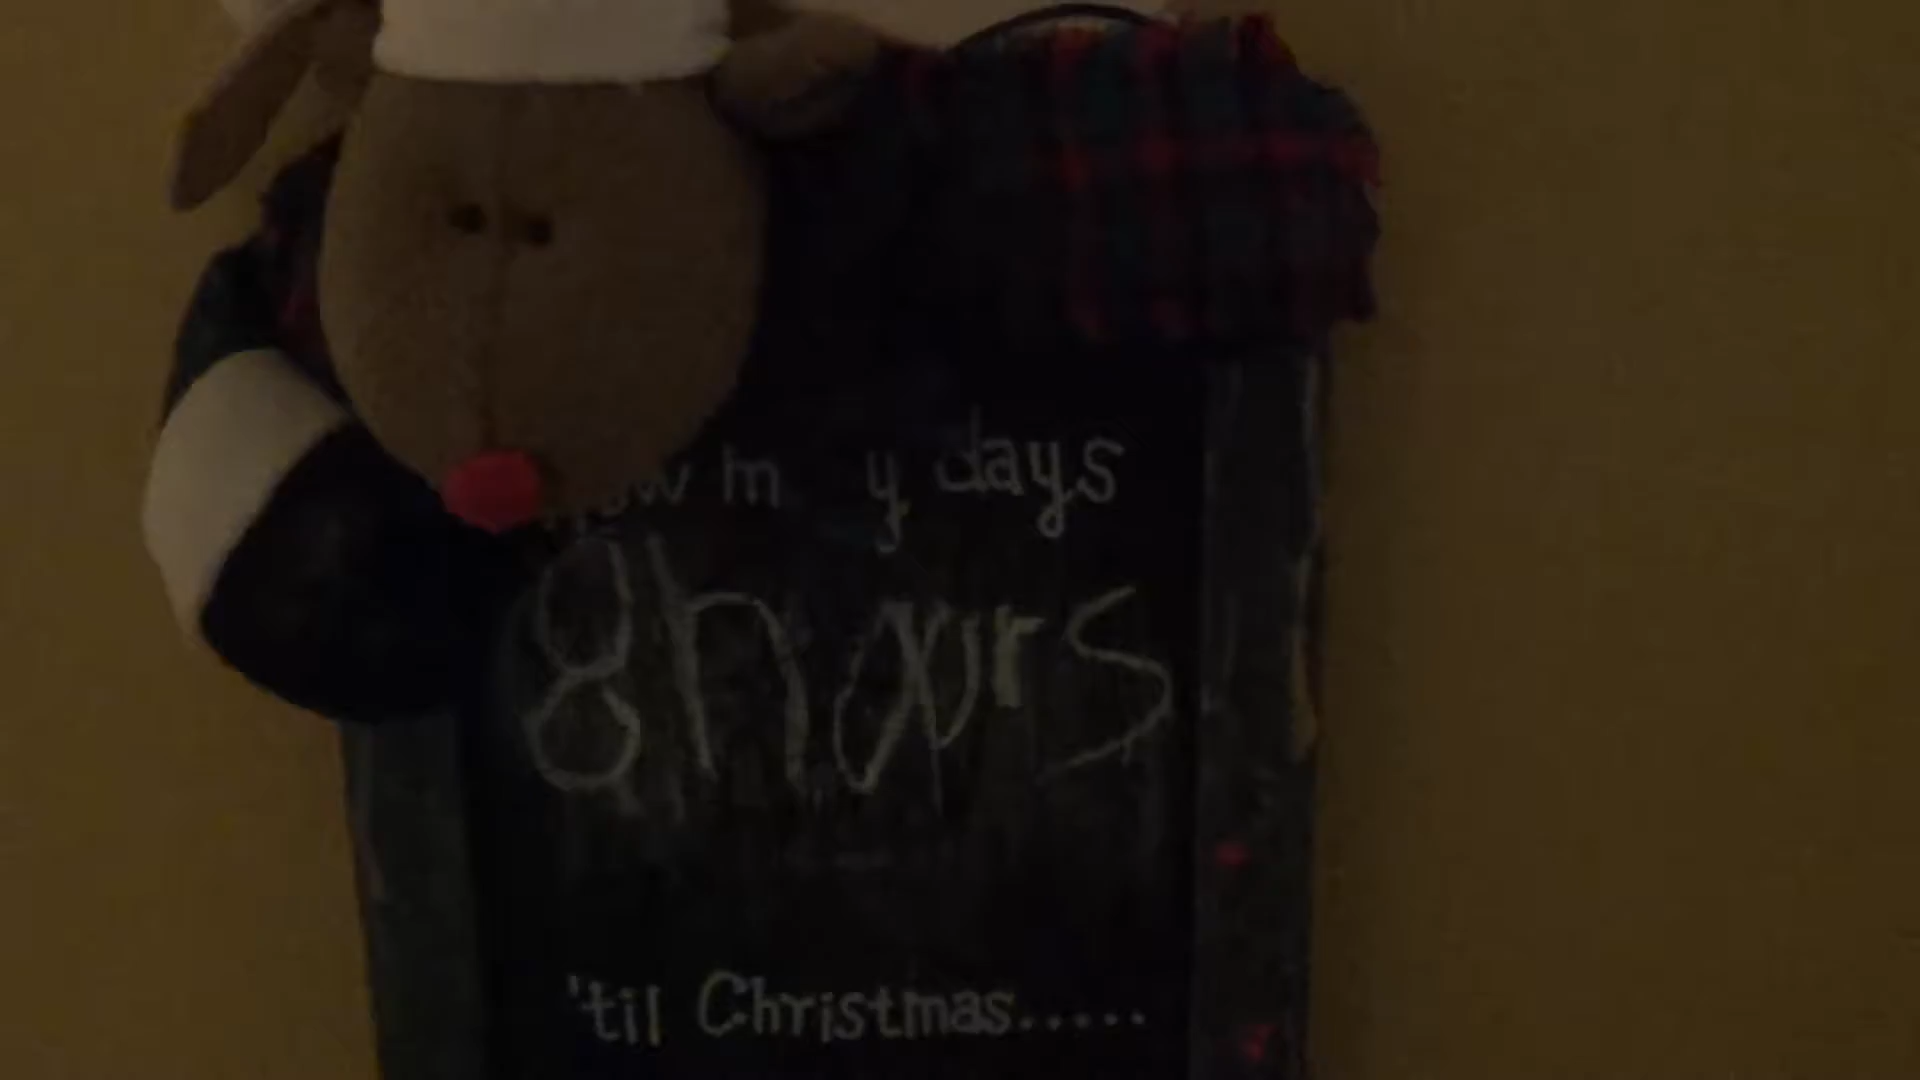 days
8 hours
'til Christmas.....